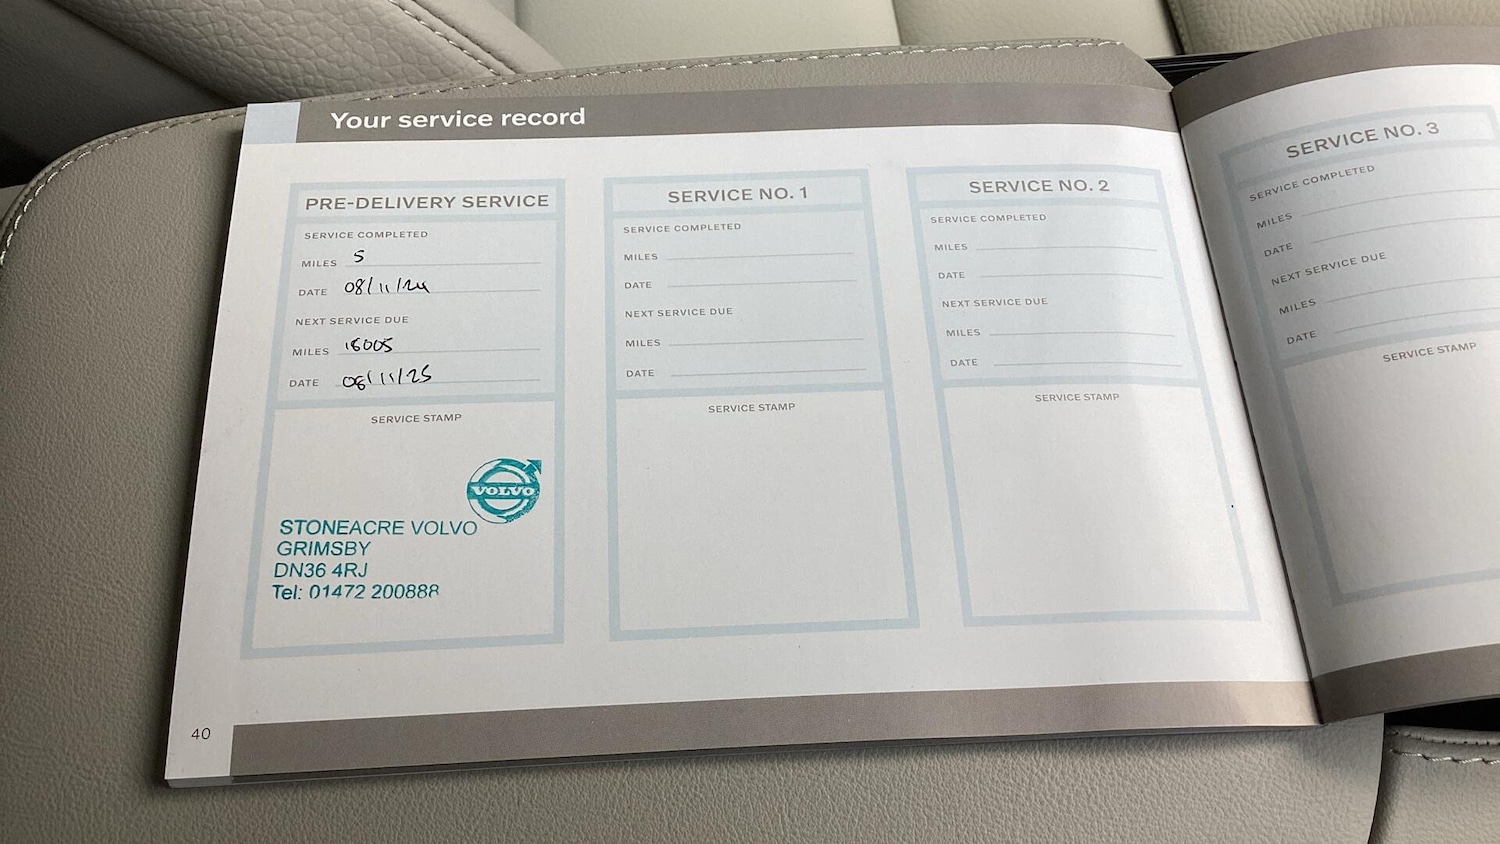 Your service record
PRE-DELIVERY SERVICE
SERVICE COMPLETED
MILES 5
DATE 08/11/24
NEXT SERVICE DUE
MILES 18005
DATE 08/11/25
SERVICE STAMP
VOLVO
STONEACRE VOLVO
GRIMSBY
DN36 4RJ
Tel: 01472 200888
SERVICE NO. 1
SERVICE COMPLETED
MILES
DATE
NEXT SERVICE DUE
MILES
DATE
SERVICE STAMP
SERVICE NO. 2
SERVICE COMPLETED
MILES
DATE
NEXT SERVICE DUE
MILES
DATE
SERVICE STAMP
40
SERVICE NO. 3
SERVICE COMPLETED
MILES
DATE
NEXT SERVICE DUE
MILES
DATE
SERVICE STAMP